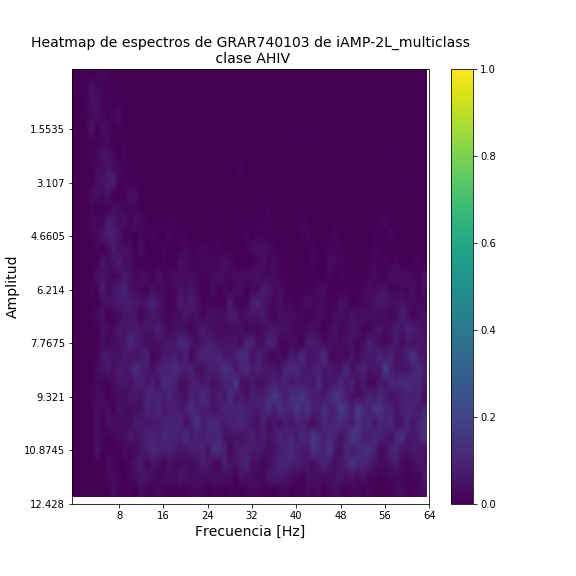 Heatmap de espectros de GRAR740103 de iAMP-2L_multiclass
clase AHIV
Amplitud
1.5535
3.107
4.6605
6.214
7.7675
9.321
10.8745
12.428
8 16 24 32 40 48 56 64
Frecuencia [Hz]
1.0
0.8
0.6
0.4
0.2
0.0